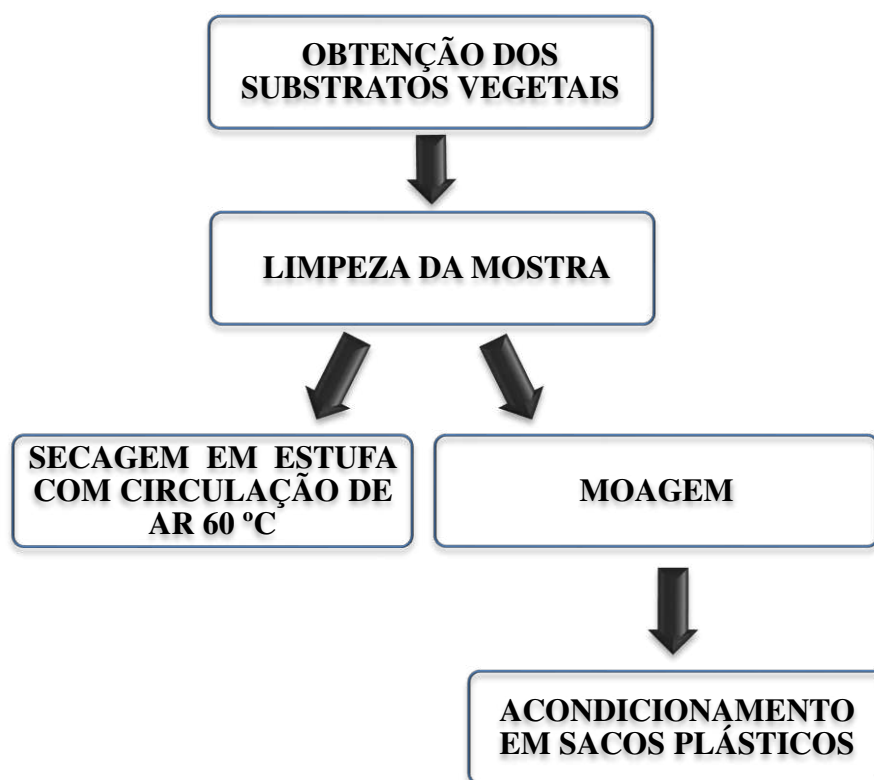 OBTENÇÃO DOS
SUBSTRATOS VEGETAIS
LIMPEZA DA MOSTRA
SECAGEM EM ESTUFA
COM CIRCULAÇÃO DE
AR 60 ºC
MOAGEM
ACONDICIONAMENTO
EM SACOS PLÁSTICOS